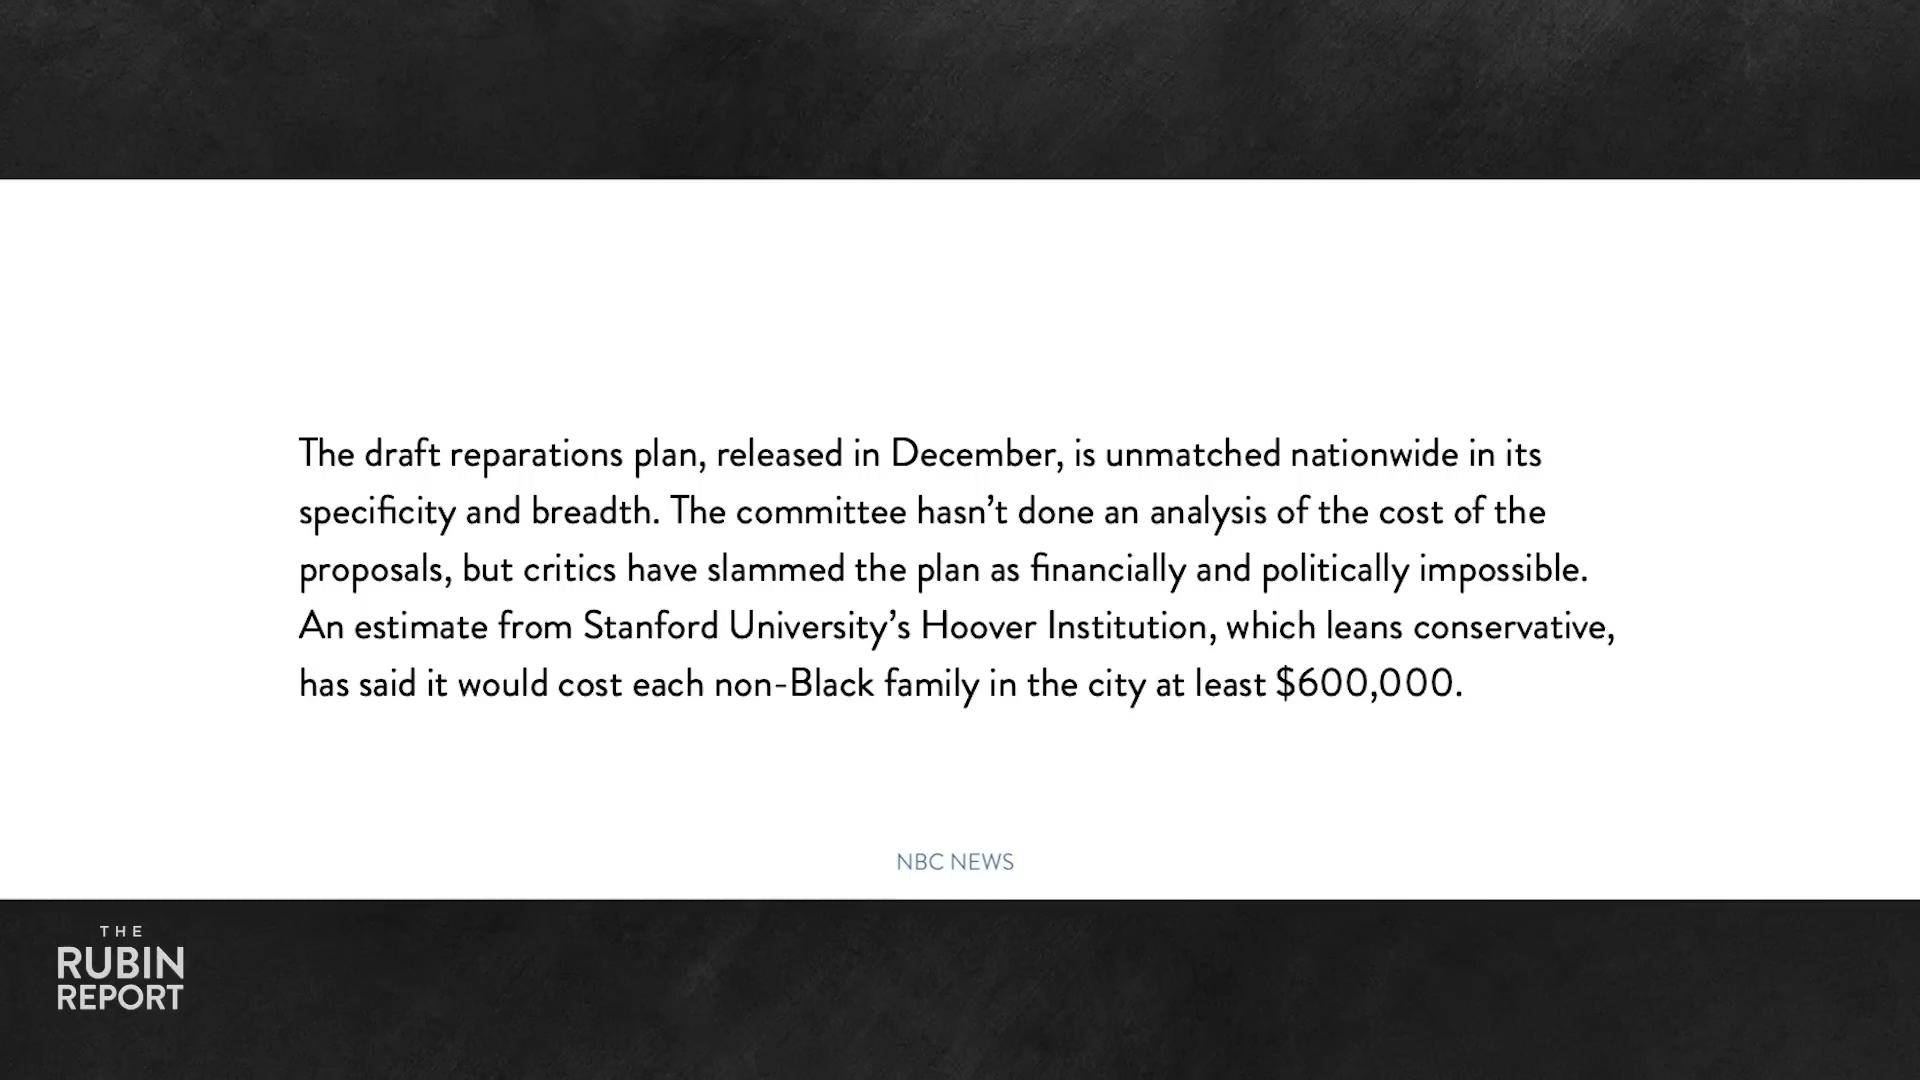 The draft reparations plan, released in December, is unmatched nationwide in its
specificity and breadth. The committee hasn't done an analysis of the cost of the
proposals, but critics have slammed the plan as financially and politically impossible.
An estimate from Stanford University's Hoover Institution, which leans conservative,
has said it would cost each non-Black family in the city at least $600,000.
NBC NEWS
THE
RUBIN
REPORT